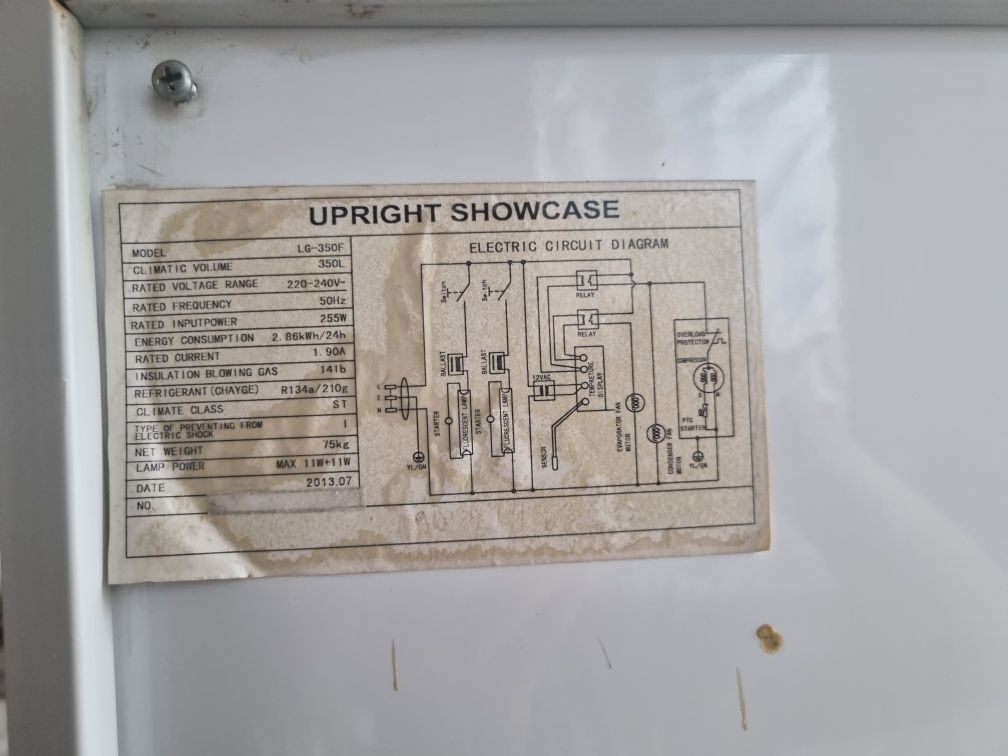 UPRIGHT SHOWCASE
MODEL LG-350F
CLIMATIC VOLUME 350L
RATED VOLTAGE RANGE 220-240V~
RATED FREQUENCY 50Hz
RATED INPUTPOWER 255W
ENERGY CONSUMPTION 2.86kWh/24h
RATED CURRENT 1.90A
INSULATION BLOWING GAS 141b
REFRIGERANT(CHAYGE) R134a/210g
CLIMATE CLASS ST
TYPE OF PREVENTING FROM
ELECTRIC SHOCK I
NET WEIGHT 75kg
LAMP POWER MAX 11W+11W
DATE 2013.07
NO.
ELECTRIC CIRCUIT DIAGRAM
Switch
Switch
RELAY
RELAY
BALLAST
BALLAST
12VAC
L
E
N
STARTER
FLUORESCENT LAMP
STARTER
FLUORESCENT LAMP
YL/GN
SENSOR
DISPLAY
EVAPORATOR FAN
MOTOR
CONDENSER FAN
MOTOR
OVERLOAD
PROTECTOR
COMPRESSOR
PTC
STARTER
YL/GN